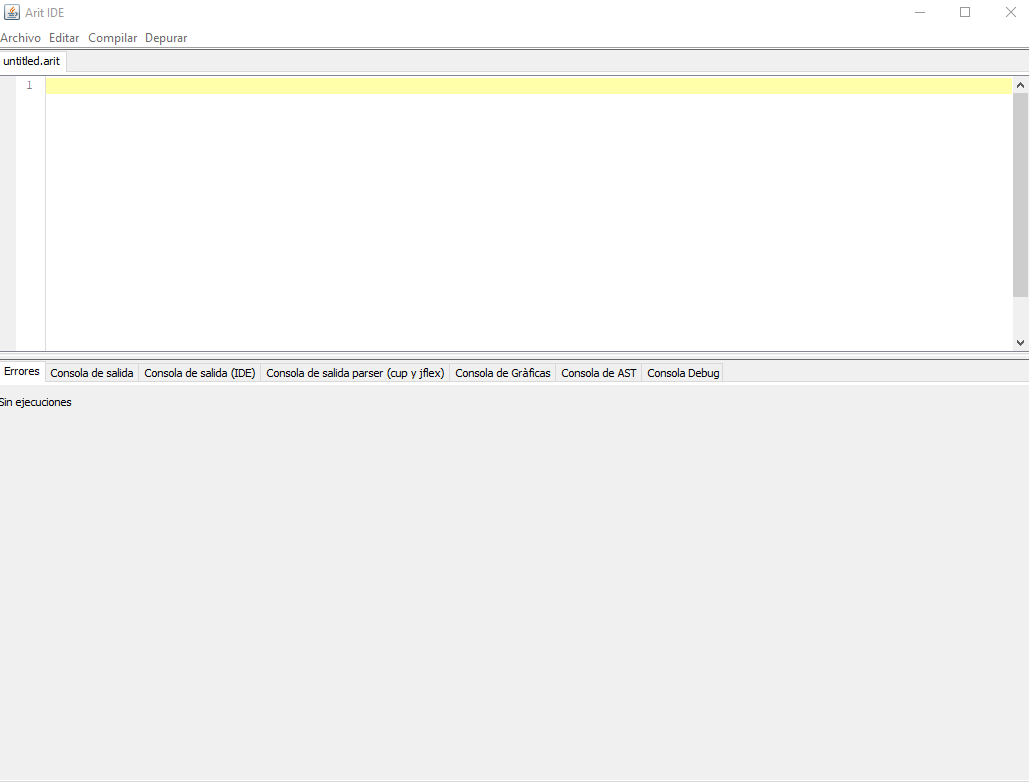 Arit IDE
Archivo Editar Compilar Depurar
untitled.arit
1
Errores Consola de salida Consola de salida (IDE) Consola de salida parser (cup y jflex) Consola de Gràficas Consola de AST Consola Debug
Sin ejecuciones